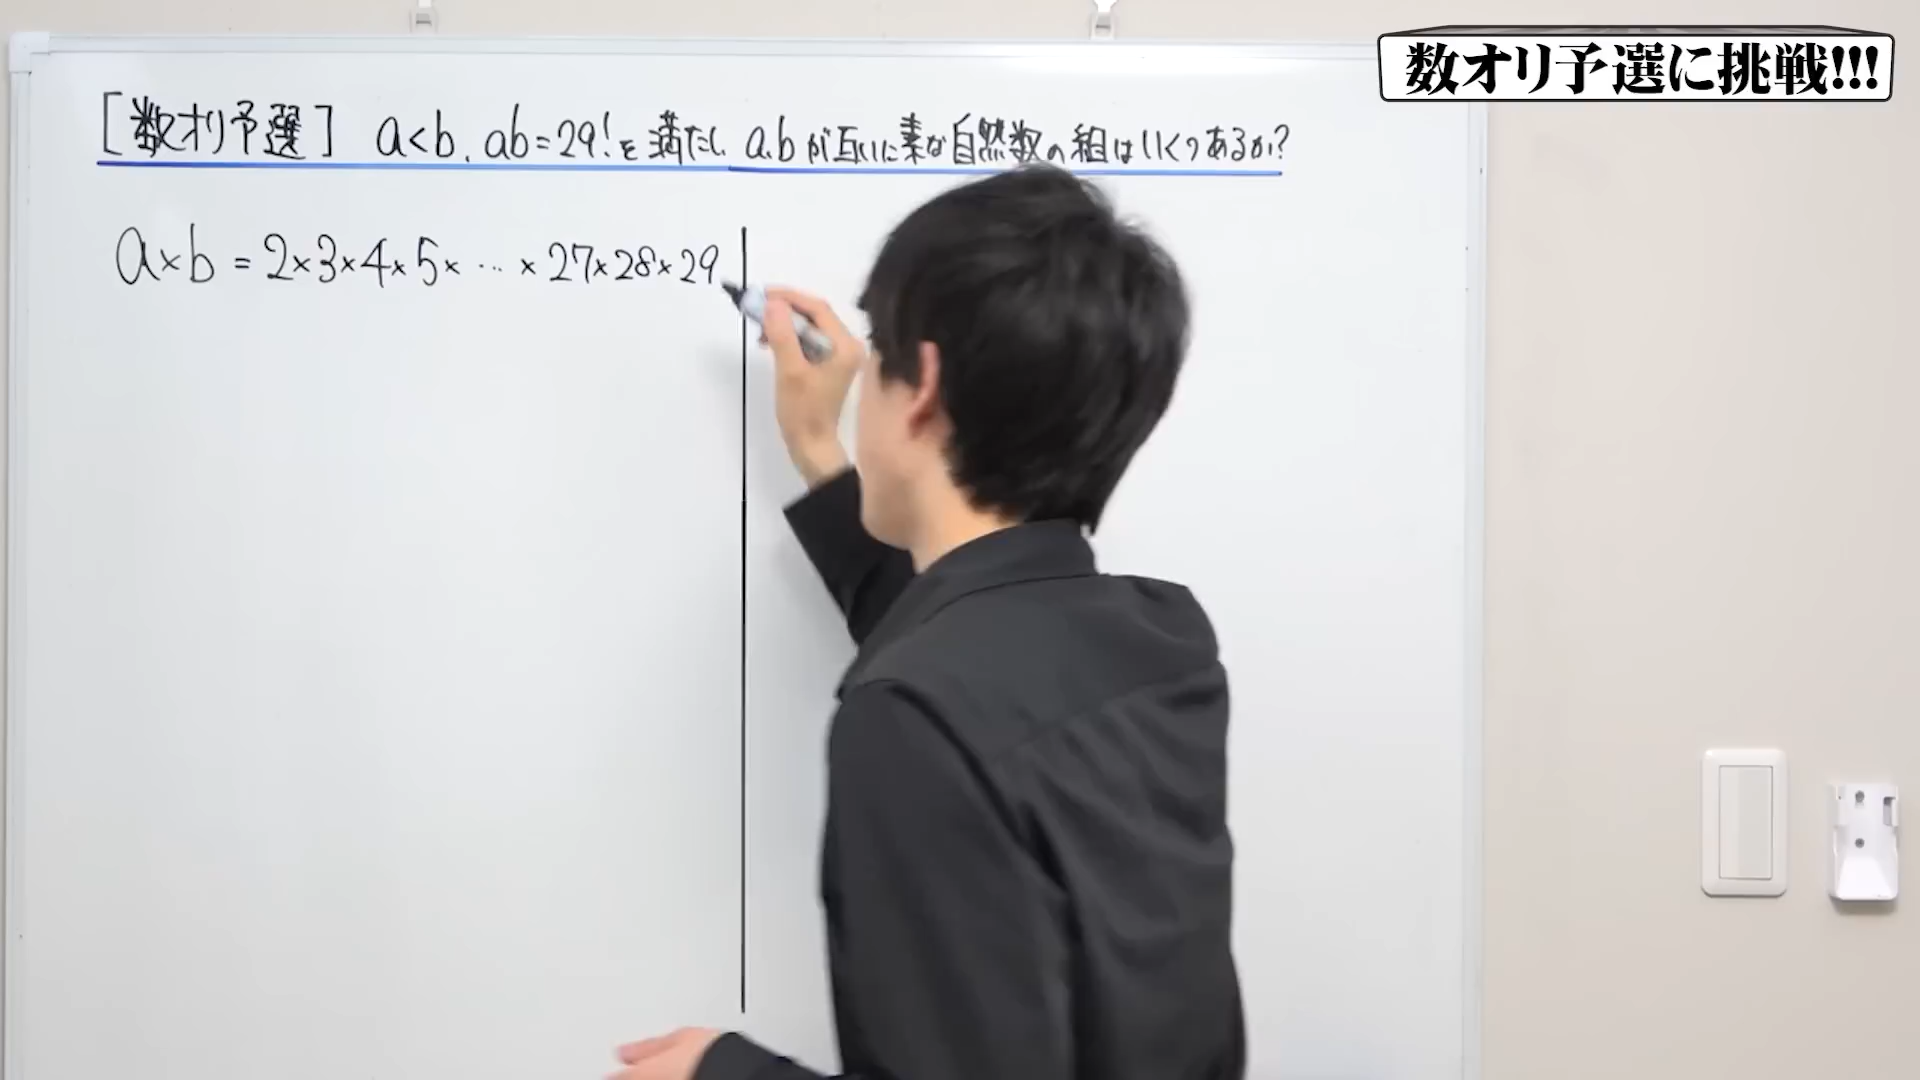 数オリ予選に挑戦!!!
[数オリ予選] a<b, ab=29!を満たし a,bが互いに素な自然数の組はいくつあるか?
a×b = 2×3×4×5× … ×27×28×29